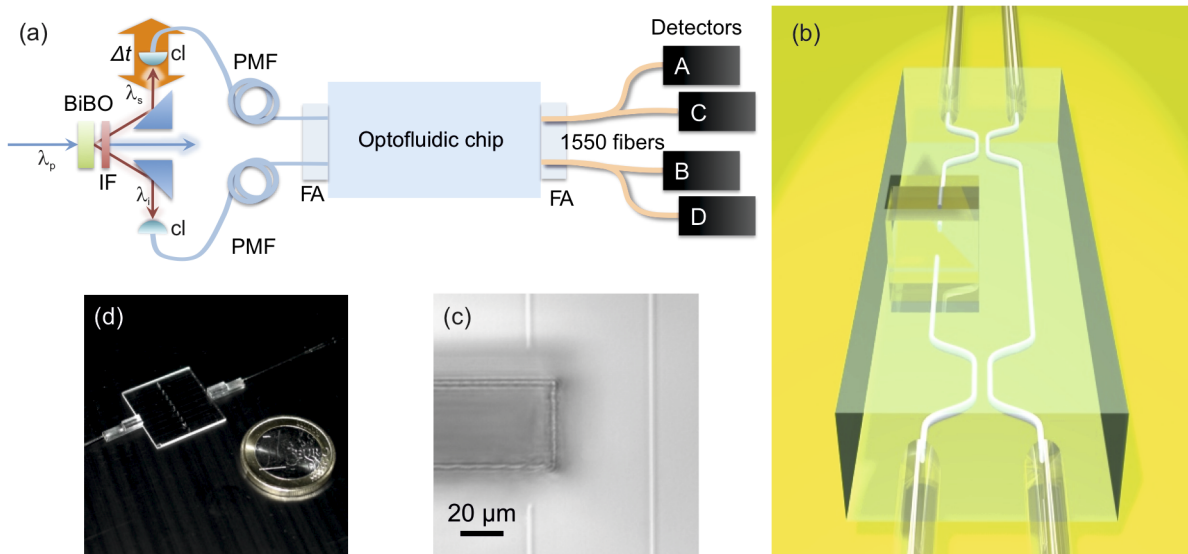 (a)
Δt
cl
PMF
Detectors
A
C
BiBO
λs
λp
IF
λi
Optofluidic chip
1550 fibers
B
D
FA
FA
cl
PMF
(b)
(d)
(c)
20 µm